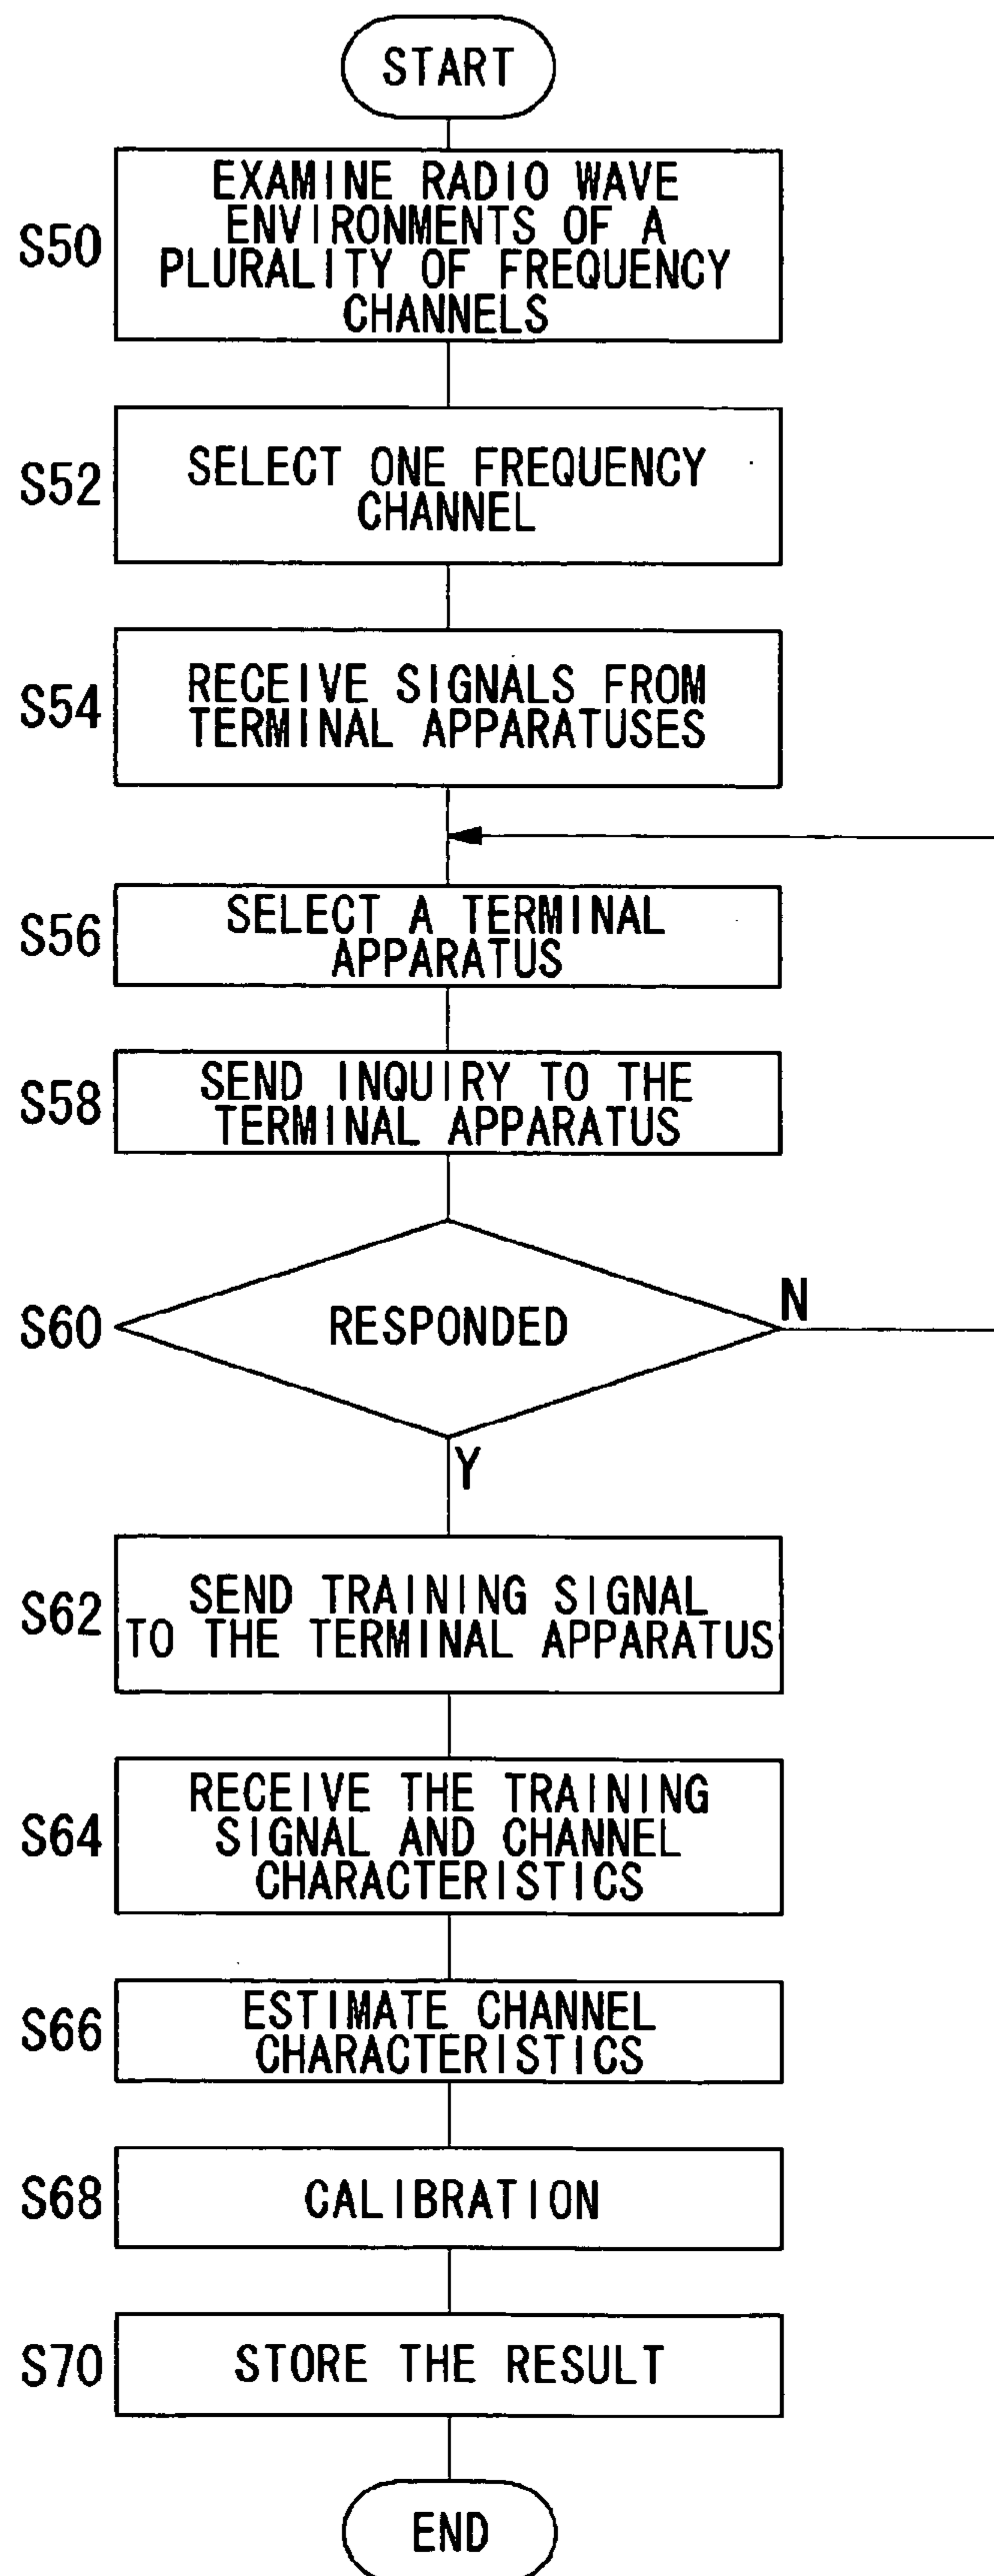 START
S50
EXAMINE RADIO WAVE
ENVIRONMENTS OF A
PLURALITY OF FREQUENCY
CHANNELS
S52
SELECT ONE FREQUENCY
CHANNEL
S54
RECEIVE SIGNALS FROM
TERMINAL APPARATUSES
S56
SELECT A TERMINAL
APPARATUS
S58
SEND INQUIRY TO THE
TERMINAL APPARATUS
S60
RESPONDED
N
Y
S62
SEND TRAINING SIGNAL
TO THE TERMINAL APPARATUS
S64
RECEIVE THE TRAINING
SIGNAL AND CHANNEL
CHARACTERISTICS
S66
ESTIMATE CHANNEL
CHARACTERISTICS
S68
CALIBRATION
S70
STORE THE RESULT
END